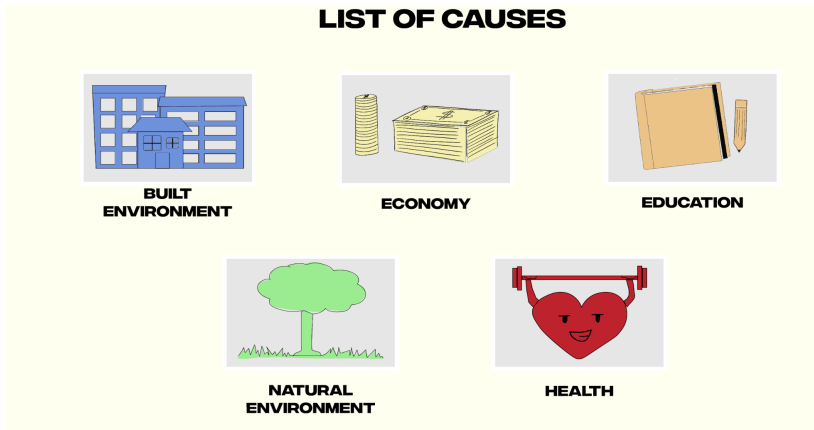 LIST OF CAUSES
BUILT
ENVIRONMENT
ECONOMY
EDUCATION
NATURAL
ENVIRONMENT
HEALTH